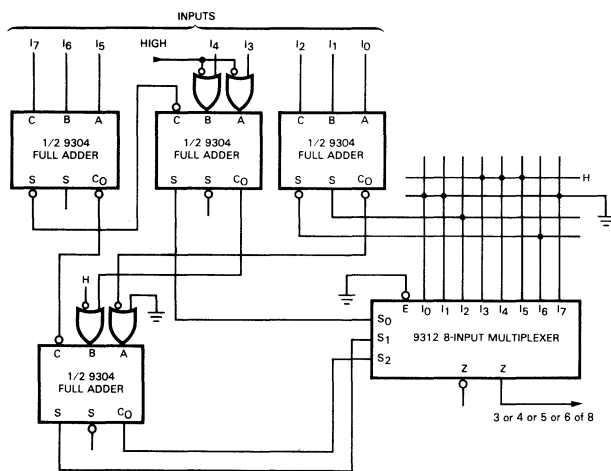 INPUTS
I7 I6 I5 HIGH I4 I3 I2 I1 I0
C B A
1/2 9304
FULL ADDER
S S CO
C B A
1/2 9304
FULL ADDER
S S CO
C B A
1/2 9304
FULL ADDER
S S CO
H
H
C B A
1/2 9304
FULL ADDER
S S CO
E I0 I1 I2 I3 I4 I5 I6 I7
S0
S1
S2
9312 8-INPUT MULTIPLEXER
Z Z
3 or 4 or 5 or 6 of 8